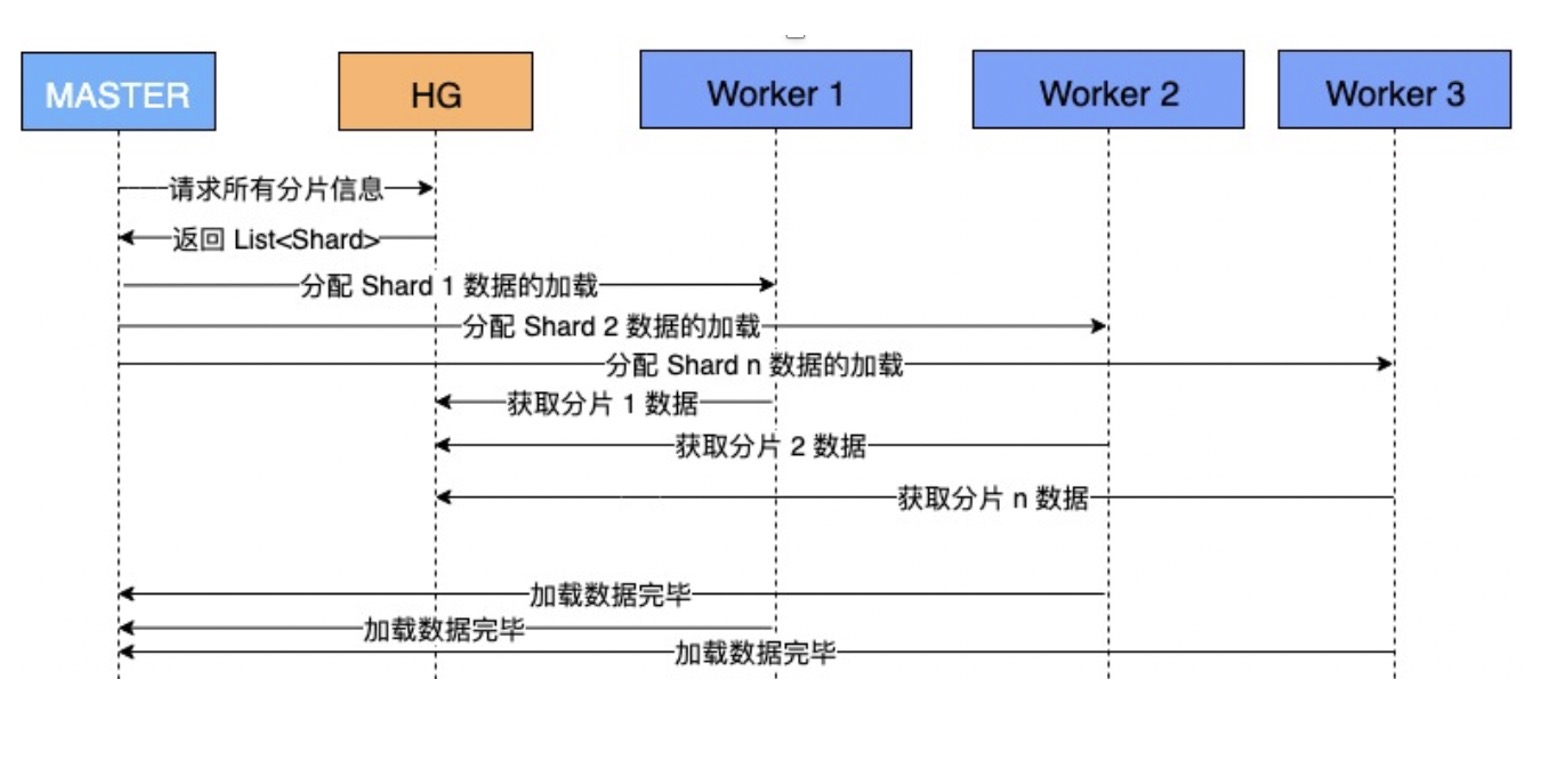 MASTER
HG
Worker 1
Worker 2
Worker 3
请求所有分片信息
返回 List<Shard>
分配 Shard 1 数据的加载
分配 Shard 2 数据的加载
分配 Shard n 数据的加载
获取分片 1 数据
获取分片 2 数据
获取分片 n 数据
加载数据完毕
加载数据完毕
加载数据完毕